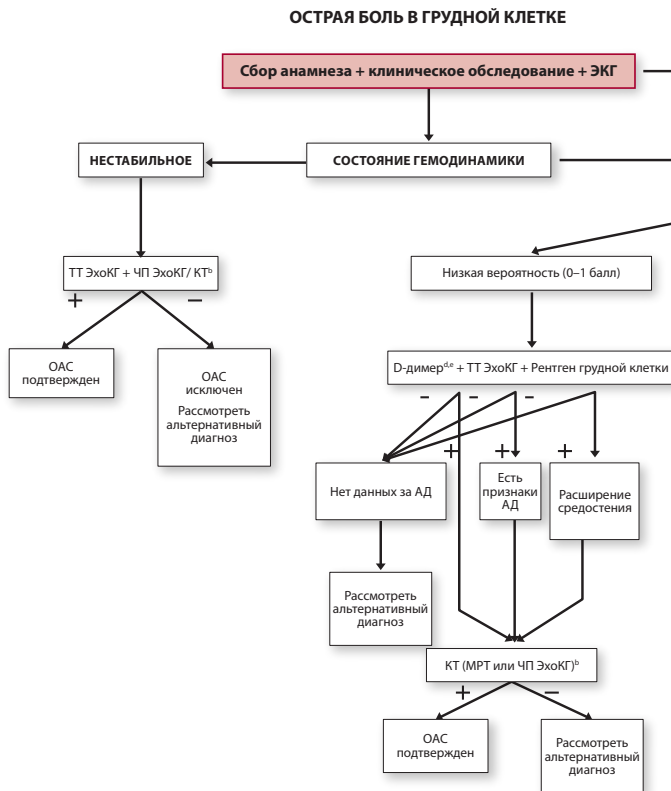 ОСТРАЯ БОЛЬ В ГРУДНОЙ КЛЕТКЕ
Сбор анамнеза + клиническое обследование + ЭКГ
НЕСТАБИЛЬНОЕ
СОСТОЯНИЕ ГЕМОДИНАМИКИ
ТТ ЭхоКГ + ЧП ЭхоКГ/ КТᵇ
Низкая вероятность (0–1 балл)
+
–
ОАС
подтвержден
ОАС
исключен
Рассмотреть
альтернативный
диагноз
D-димерᵈ,ᵉ + ТТ ЭхоКГ + Рентген грудной клетки
- - -
+ + +
Нет данных за АД
Есть
признаки
АД
Расширение
средостения
Рассмотреть
альтернативный
диагноз
КТ (МРТ или ЧП ЭхоКГ)ᵇ
+
–
ОАС
подтвержден
Рассмотреть
альтернативный
диагноз